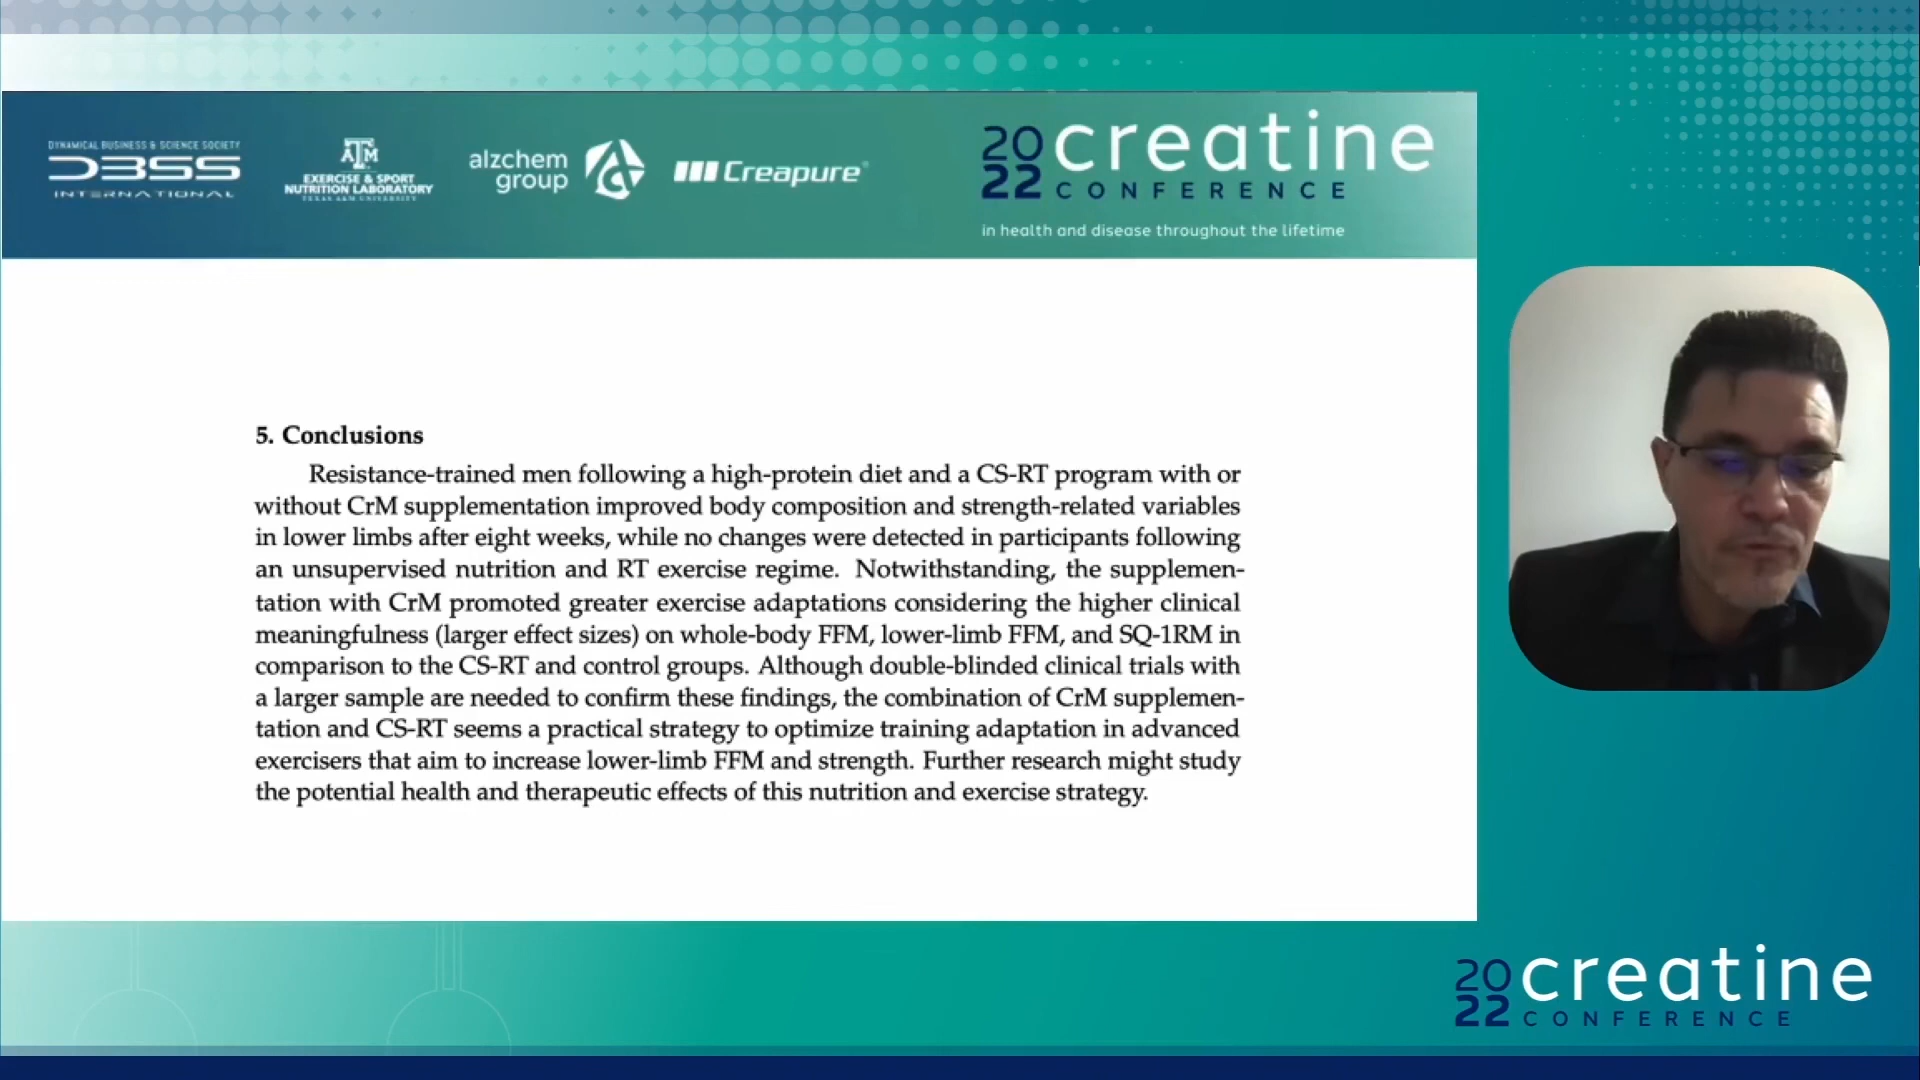 DYNAMICAL BUSINESS & SCIENCE SOCIETY
DBSS
INTERNATIONAL
ATM
EXERCISE & SPORT
NUTRITION LABORATORY
TEXAS A&M UNIVERSITY
alzchem
group
Creapure®
2022 creatine
CONFERENCE
in health and disease throughout the lifetime
5. Conclusions
Resistance-trained men following a high-protein diet and a CS-RT program with or
without CrM supplementation improved body composition and strength-related variables
in lower limbs after eight weeks, while no changes were detected in participants following
an unsupervised nutrition and RT exercise regime. Notwithstanding, the supplemen-
tation with CrM promoted greater exercise adaptations considering the higher clinical
meaningfulness (larger effect sizes) on whole-body FFM, lower-limb FFM, and SQ-1RM in
comparison to the CS-RT and control groups. Although double-blinded clinical trials with
a larger sample are needed to confirm these findings, the combination of CrM supplemen-
tation and CS-RT seems a practical strategy to optimize training adaptation in advanced
exercisers that aim to increase lower-limb FFM and strength. Further research might study
the potential health and therapeutic effects of this nutrition and exercise strategy.
2022 creatine
CONFERENCE